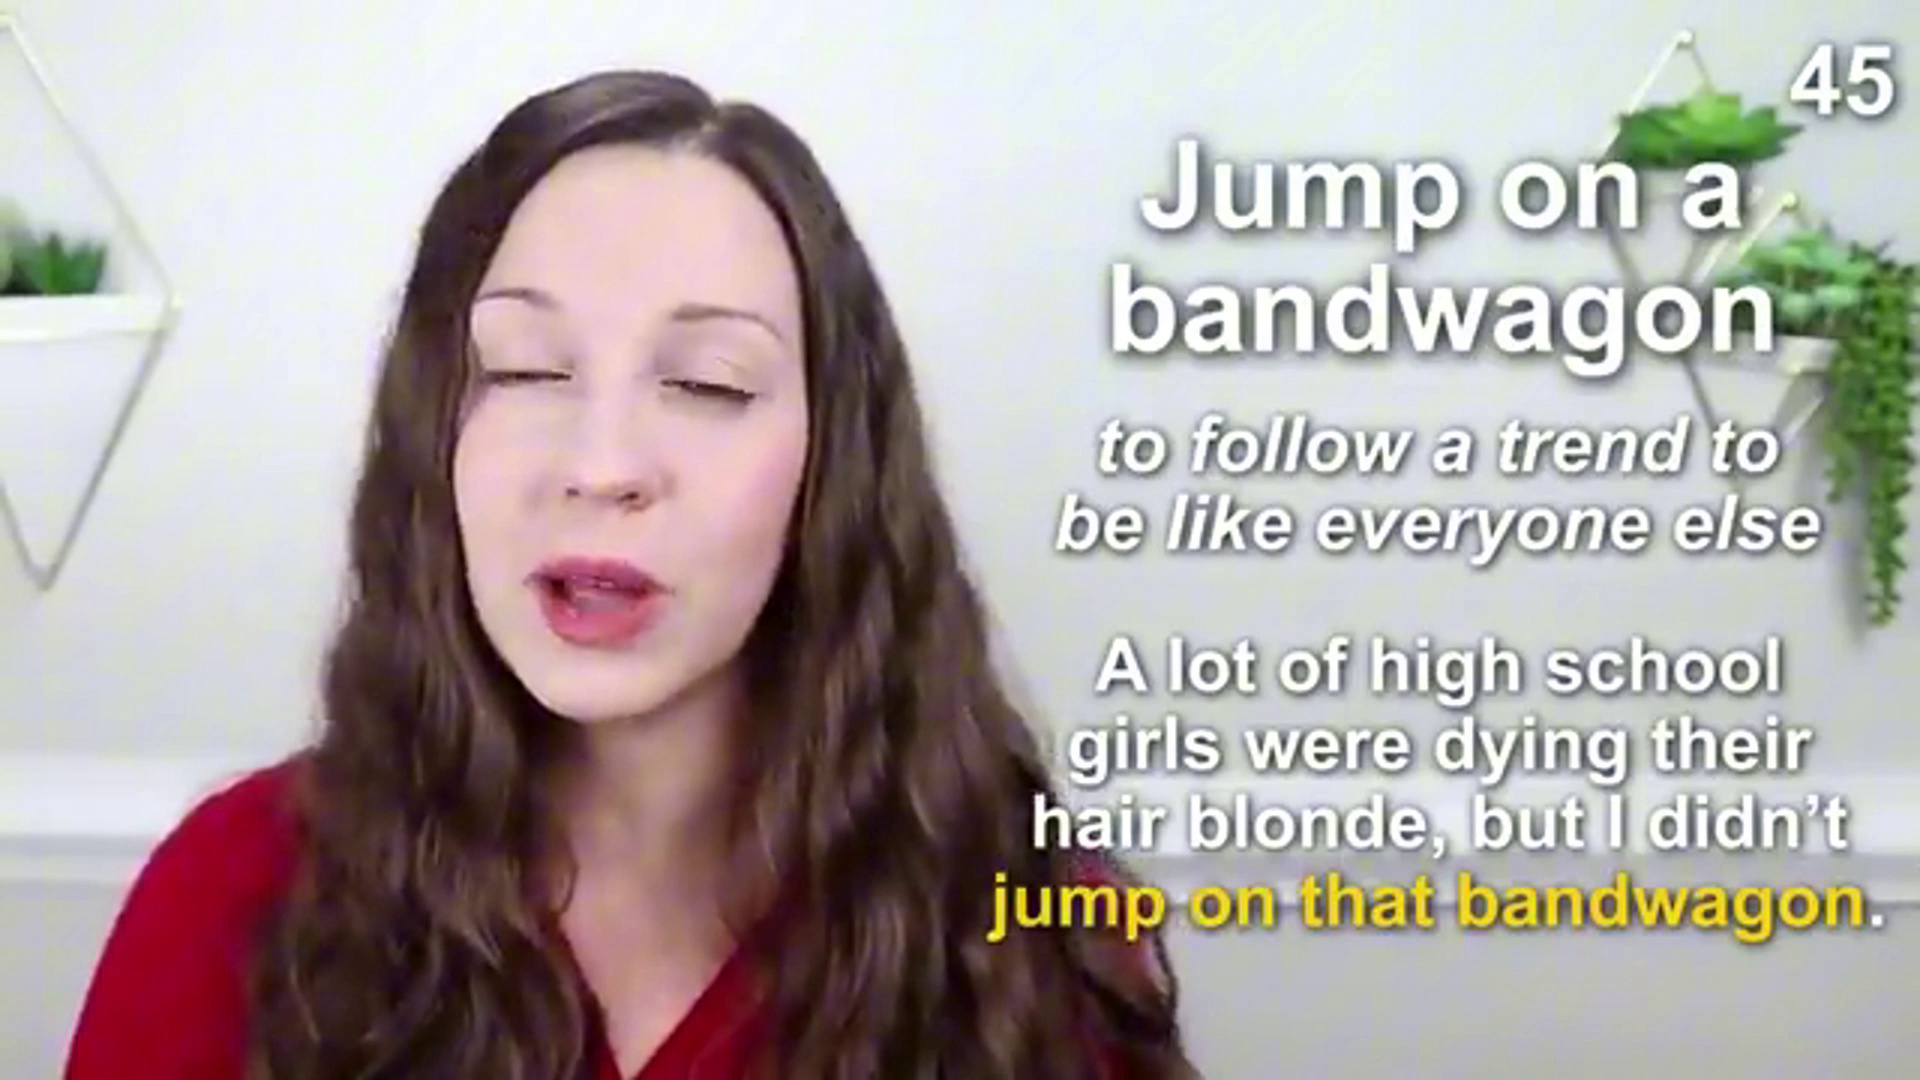 45
Jump on a
bandwagon
to follow a trend to
be like everyone else
A lot of high school
girls were dying their
hair blonde, but I didn’t
jump on that bandwagon.